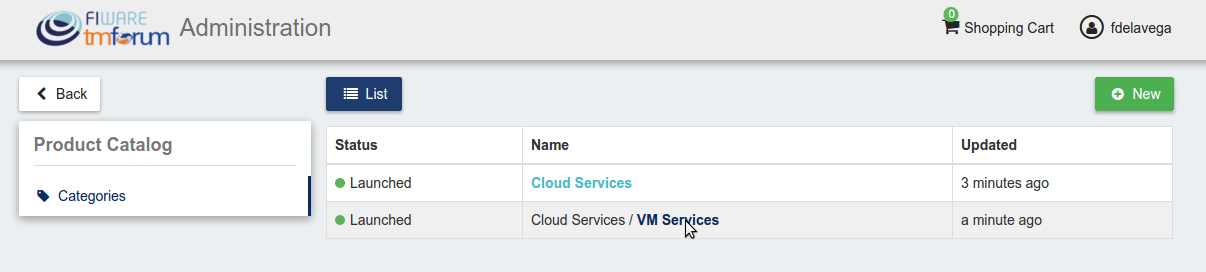 FIWARE
tmforum
Administration
0
Shopping Cart
fdelavega
Back
List
New
Product Catalog
Categories
Status Name Updated
Launched Cloud Services 3 minutes ago
Launched Cloud Services / VM Services a minute ago